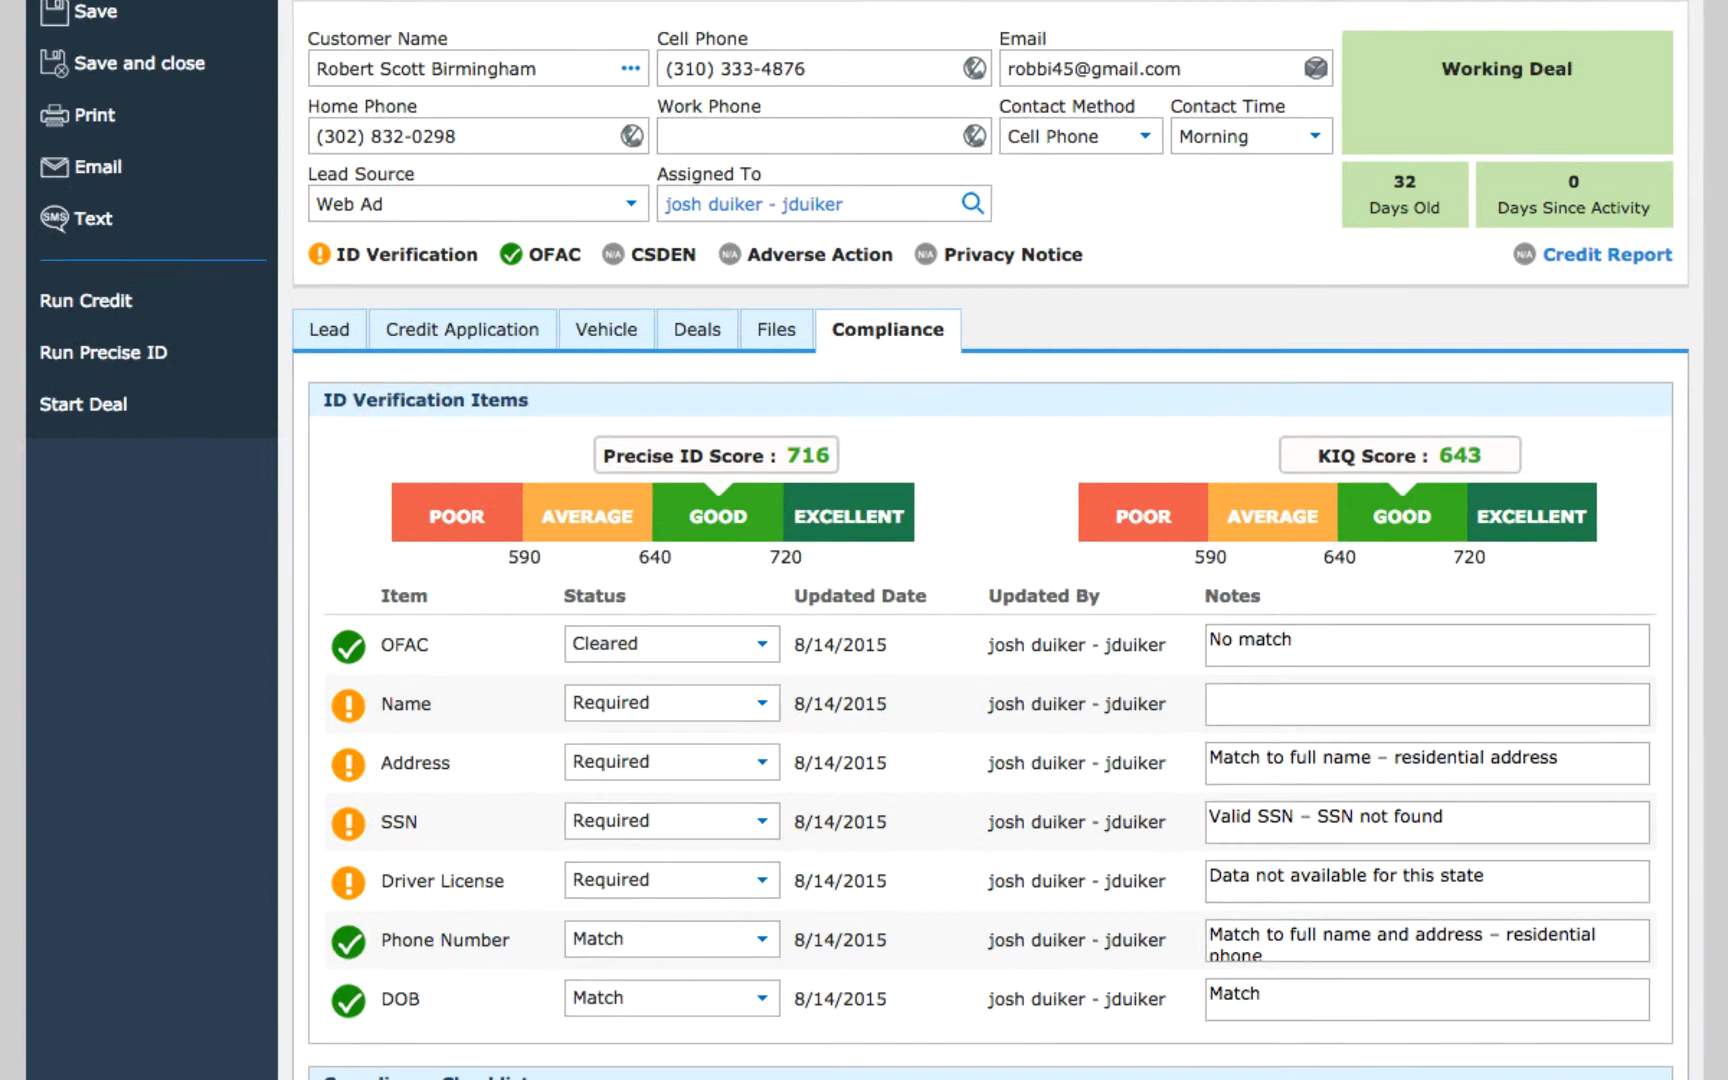 Save
Save and close
Print
Email
SMS Text
Run Credit
Run Precise ID
Start Deal
Customer Name Cell Phone Email
Robert Scott Birmingham (310) 333-4876 robbi45@gmail.com
Working Deal
Home Phone Work Phone Contact Method Contact Time
(302) 832-0298 Cell Phone Morning
Lead Source Assigned To
Web Ad josh duiker - jduiker
32 0
Days Old Days Since Activity
ID Verification OFAC N/A CSDEN N/A Adverse Action N/A Privacy Notice N/A Credit Report
Lead Credit Application Vehicle Deals Files Compliance
ID Verification Items
Precise ID Score : 716 KIQ Score : 643
POOR AVERAGE GOOD EXCELLENT POOR AVERAGE GOOD EXCELLENT
590 640 720 590 640 720
Item Status Updated Date Updated By Notes
OFAC Cleared 8/14/2015 josh duiker - jduiker No match
Name Required 8/14/2015 josh duiker - jduiker
Address Required 8/14/2015 josh duiker - jduiker Match to full name – residential address
SSN Required 8/14/2015 josh duiker - jduiker Valid SSN – SSN not found
Driver License Required 8/14/2015 josh duiker - jduiker Data not available for this state
Phone Number Match 8/14/2015 josh duiker - jduiker Match to full name and address – residential
phone
DOB Match 8/14/2015 josh duiker - jduiker Match